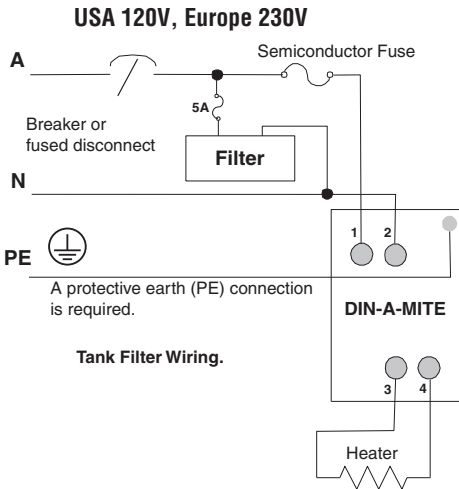 USA 120V, Europe 230V
A
Semiconductor Fuse
5A
Breaker or
fused disconnect
Filter
N
1
2
PE
A protective earth (PE) connection
is required.
DIN-A-MITE
Tank Filter Wiring.
3
4
Heater